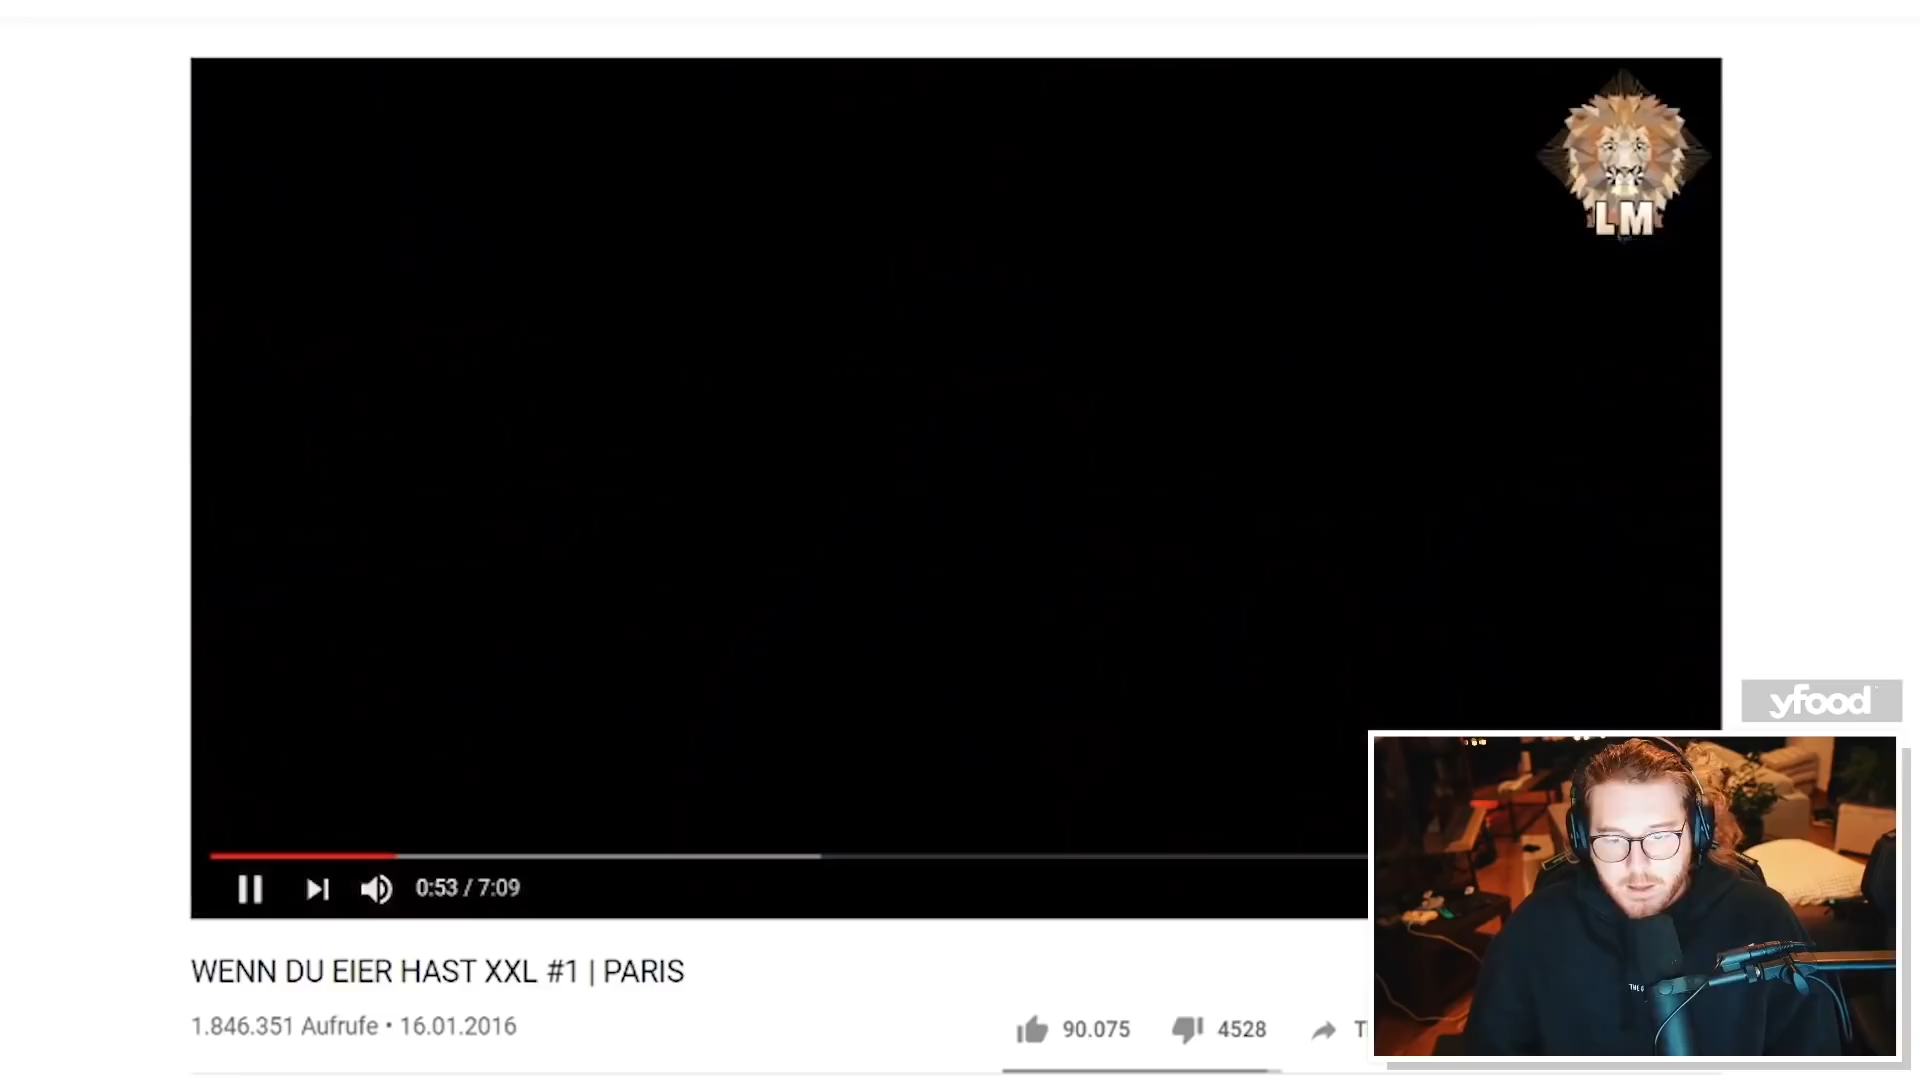 LM
yfood
0:53 / 7:09
WENN DU EIER HAST XXL #1 | PARIS
1.846.351 Aufrufe • 16.01.2016
90.075
4528
THE